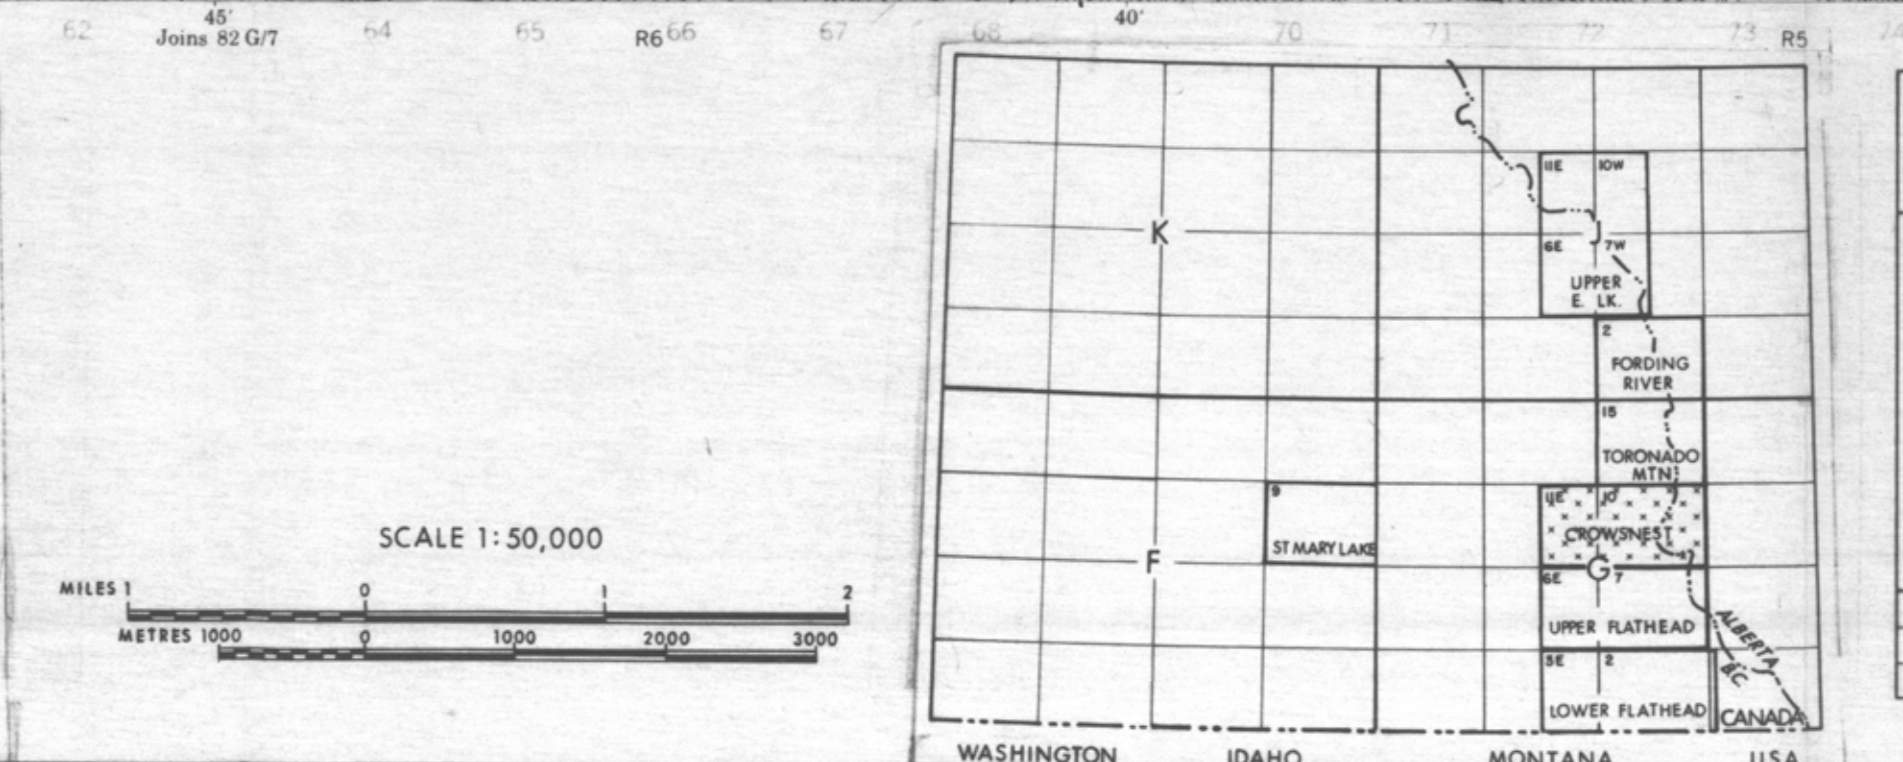 45' 40'
62 64 65 66 67 68 70 71 72 73 74
Joins 82 G/7 R6 R5
11E 10W
K J
6E 7W
UPPER
E. LK.
2
FORDING
RIVER
15
TORONADO
MTN.
9 11E 10
SCALE 1:50,000 CROWSNEST
ST MARY LAKE
F G
6E 7
MILES 1 0 1 2
METRES 1000 0 1000 2000 3000
UPPER FLATHEAD ALBERTA
B.C.
3E 2
LOWER FLATHEAD CANADA
WASHINGTON IDAHO MONTANA U.S.A.